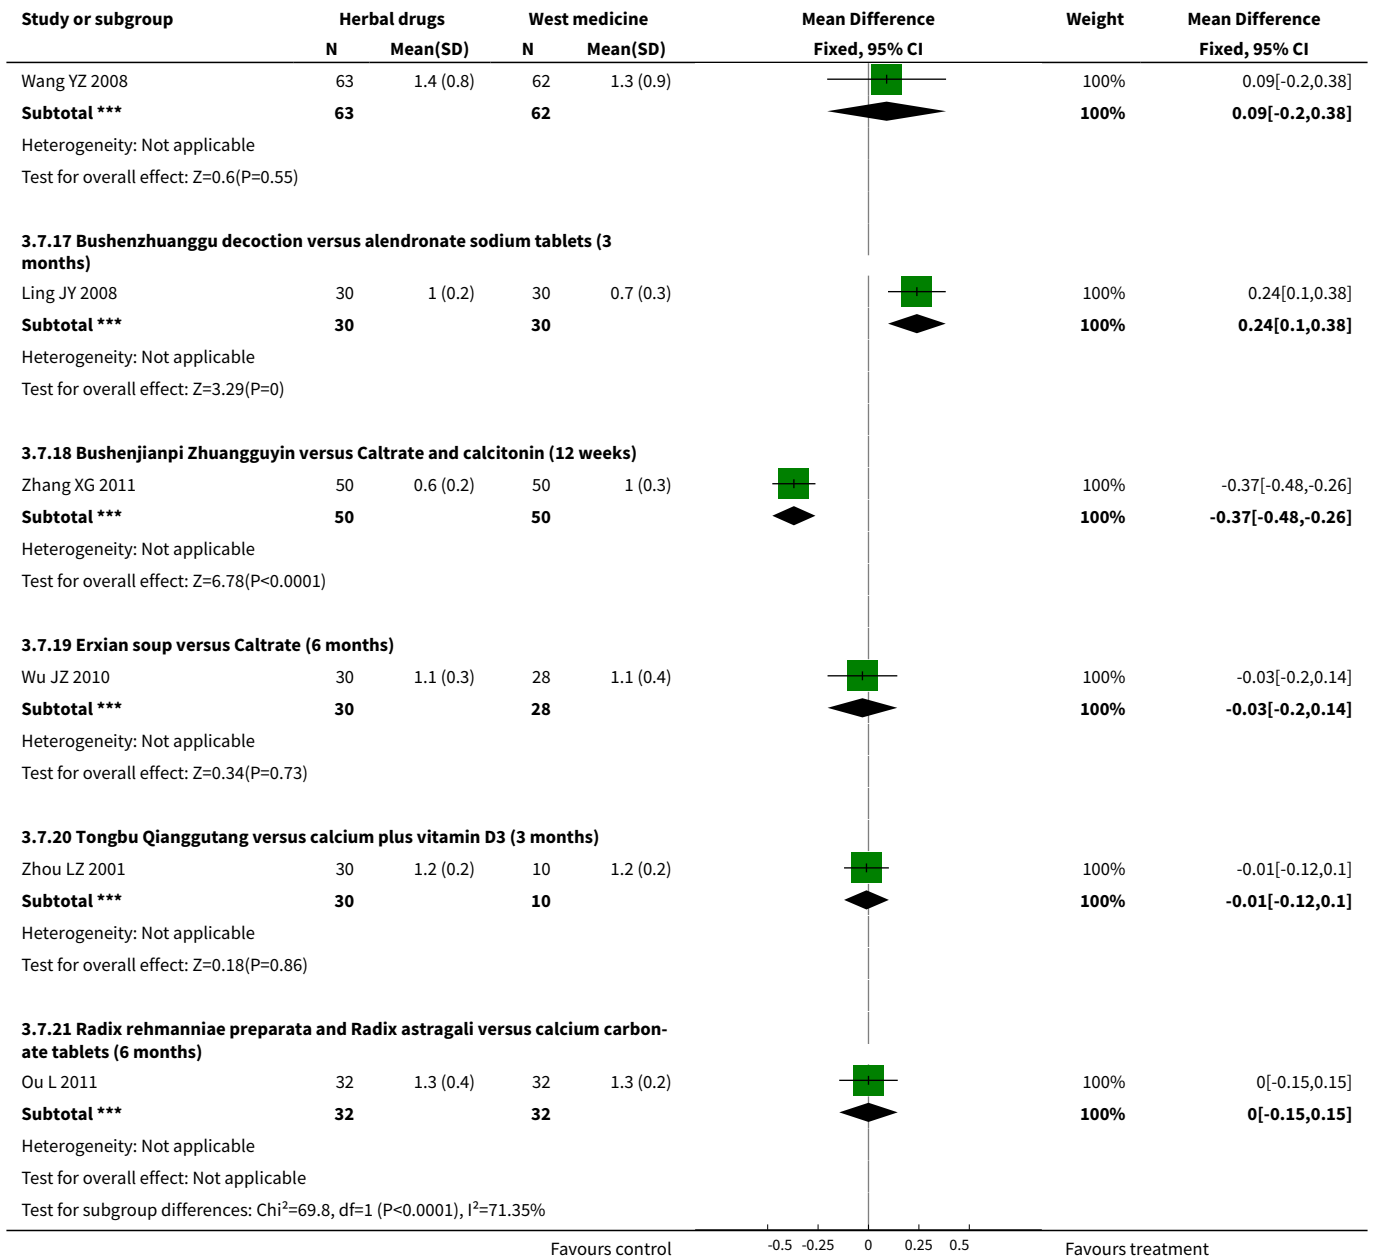 Study or subgroup Herbal drugs West medicine Mean Difference Weight Mean Difference
N Mean(SD) N Mean(SD) Fixed, 95% CI Fixed, 95% CI
Wang YZ 2008 63 1.4 (0.8) 62 1.3 (0.9) 100% 0.09[-0.2,0.38]
Subtotal *** 63 62 100% 0.09[-0.2,0.38]
Heterogeneity: Not applicable
Test for overall effect: Z=0.6(P=0.55)
3.7.17 Bushenzhuanggu decoction versus alendronate sodium tablets (3
months)
Ling JY 2008 30 1 (0.2) 30 0.7 (0.3) 100% 0.24[0.1,0.38]
Subtotal *** 30 30 100% 0.24[0.1,0.38]
Heterogeneity: Not applicable
Test for overall effect: Z=3.29(P=0)
3.7.18 Bushenjianpi Zhuangguyin versus Caltrate and calcitonin (12 weeks)
Zhang XG 2011 50 0.6 (0.2) 50 1 (0.3) 100% -0.37[-0.48,-0.26]
Subtotal *** 50 50 100% -0.37[-0.48,-0.26]
Heterogeneity: Not applicable
Test for overall effect: Z=6.78(P<0.0001)
3.7.19 Erxian soup versus Caltrate (6 months)
Wu JZ 2010 30 1.1 (0.3) 28 1.1 (0.4) 100% -0.03[-0.2,0.14]
Subtotal *** 30 28 100% -0.03[-0.2,0.14]
Heterogeneity: Not applicable
Test for overall effect: Z=0.34(P=0.73)
3.7.20 Tongbu Qianggutang versus calcium plus vitamin D3 (3 months)
Zhou LZ 2001 30 1.2 (0.2) 10 1.2 (0.2) 100% -0.01[-0.12,0.1]
Subtotal *** 30 10 100% -0.01[-0.12,0.1]
Heterogeneity: Not applicable
Test for overall effect: Z=0.18(P=0.86)
3.7.21 Radix rehmanniae preparata and Radix astragali versus calcium carbon-
ate tablets (6 months)
Ou L 2011 32 1.3 (0.4) 32 1.3 (0.2) 100% 0[-0.15,0.15]
Subtotal *** 32 32 100% 0[-0.15,0.15]
Heterogeneity: Not applicable
Test for overall effect: Not applicable
Test for subgroup differences: Chi²=69.8, df=1 (P<0.0001), I²=71.35%
Favours control -0.5 -0.25 0 0.25 0.5 Favours treatment